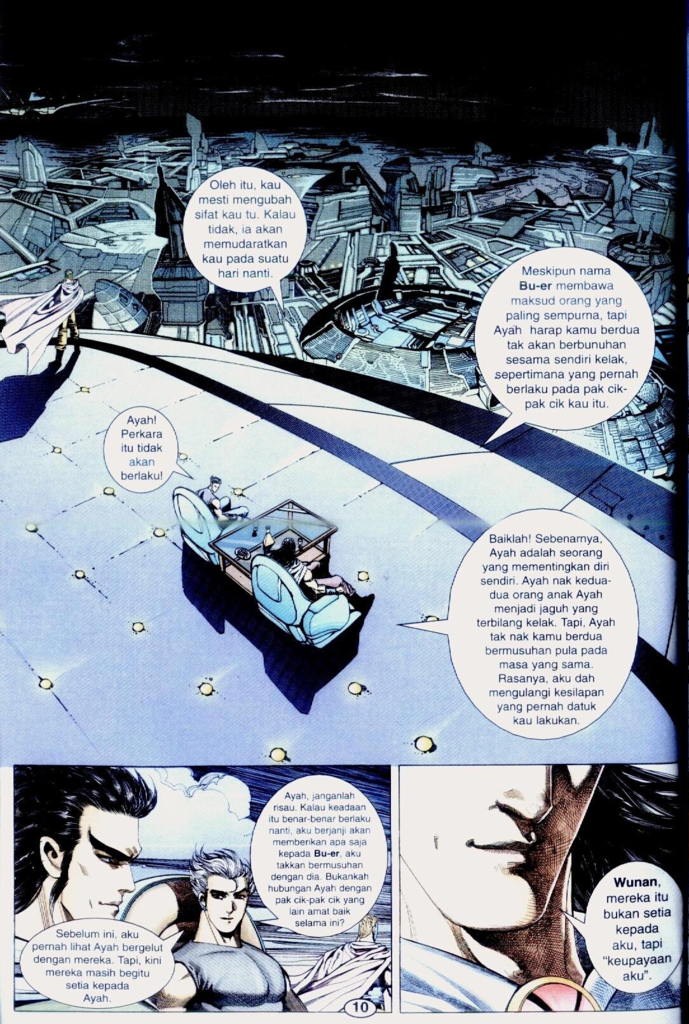 Oleh itu, kau
mesti mengubah
sifat kau tu. Kalau
tidak, ia akan
memudaratkan
kau pada suatu
hari nanti.
Meskipun nama
Bu-er membawa
maksud orang yang
paling sempurna, tapi
Ayah harap kamu berdua
tak akan berbunuhan
sesama sendiri kelak,
sepertimana yang pernah
berlaku pada pak cik-
pak cik kau itu.
Ayah!
Perkara
itu tidak
akan
berlaku!
Baiklah! Sebenarnya,
Ayah adalah seorang
yang mementingkan diri
sendiri. Ayah nak kedua-
dua orang anak Ayah
menjadi jaguh yang
terbilang kelak. Tapi, Ayah
tak nak kamu berdua
bermusuhan pula pada
masa yang sama.
Rasanya, aku dah
mengulangi kesilapan
yang pernah datuk
kau lakukan.
Ayah, janganlah
risau. Kalau keadaan
itu benar-benar berlaku
nanti, aku berjanji akan
memberikan apa saja
kepada Bu-er, aku
takkan bermusuhan
dengan dia. Bukankah
hubungan Ayah dengan
pak cik-pak cik yang
lain amat baik
selama ini?
Sebelum ini, aku
pernah lihat Ayah bergelut
dengan mereka. Tapi, kini
mereka masih begitu
setia kepada
Ayah.
Wunan,
mereka itu
bukan setia
kepada
aku, tapi
"keupayaan
aku".
10